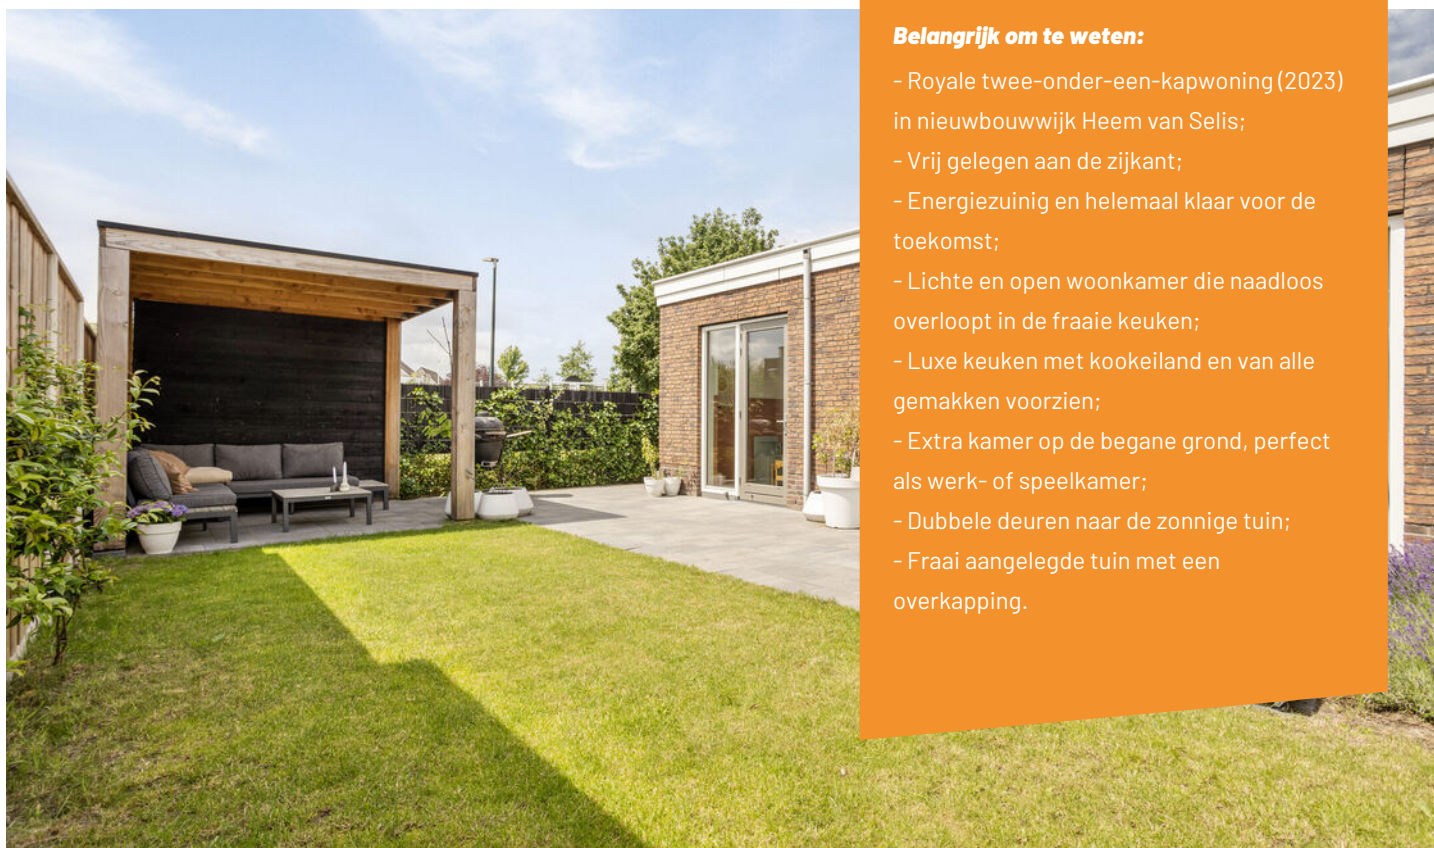 Belangrijk om te weten:
- Royale twee-onder-een-kapwoning (2023)
in nieuwbouwwijk Heem van Selis;
- Vrij gelegen aan de zijkant;
- Energiezuinig en helemaal klaar voor de
toekomst;
- Lichte en open woonkamer die naadloos
overloopt in de fraaie keuken;
- Luxe keuken met kookeiland en van alle
gemakken voorzien;
- Extra kamer op de begane grond, perfect
als werk- of speelkamer;
- Dubbele deuren naar de zonnige tuin;
- Fraai aangelegde tuin met een
overkapping.